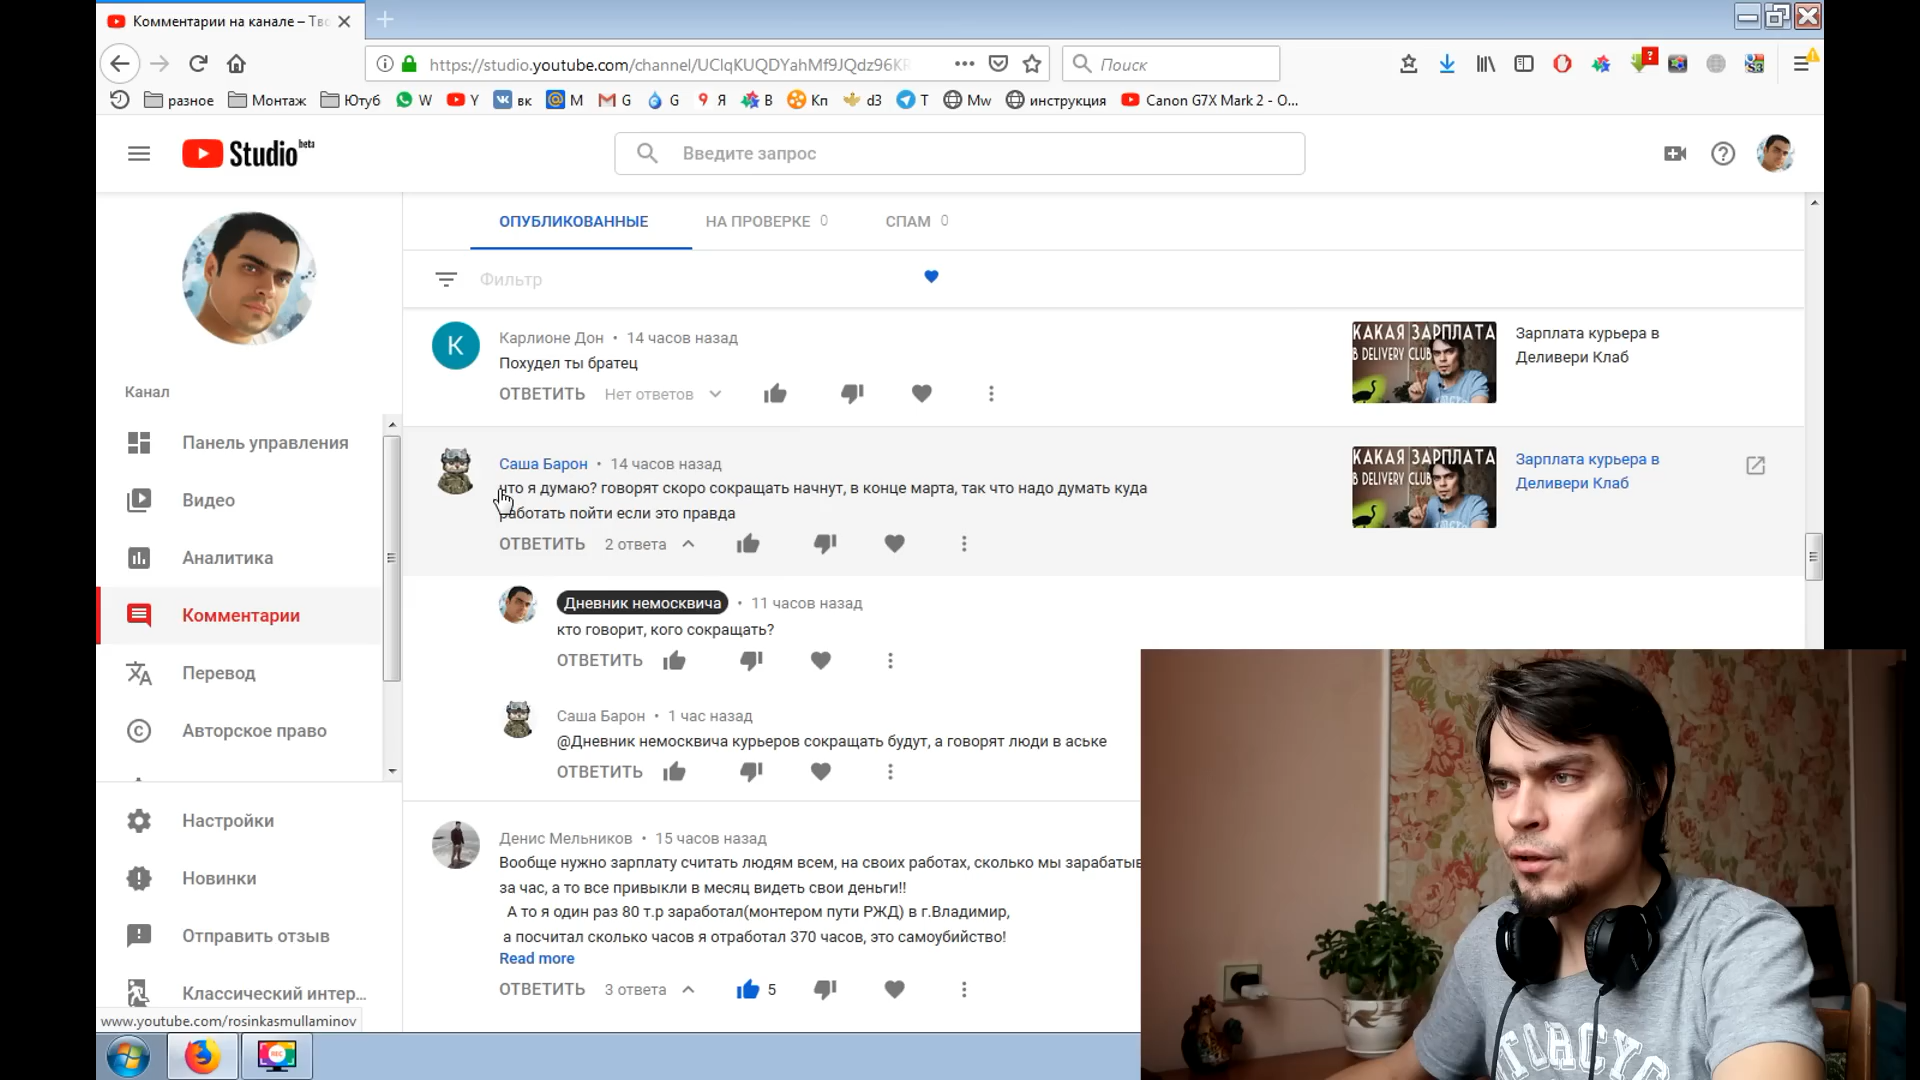 Комментарии на канале – Тво
https://studio.youtube.com/channel/UClqKUQDYahMf9JQdz96KR
Поиск
разное
Монтаж
Ютуб
W
Y
вк
M
G
G
Я
В
Кп
d3
T
Mw
инструкция
Canon G7X Mark 2 - O...
Studio beta
Введите запрос
ОПУБЛИКОВАННЫЕ
НА ПРОВЕРКЕ 0
СПАМ 0
Фильтр
Канал
Панель управления
Видео
Аналитика
Комментарии
Перевод
Авторское право
Настройки
Новинки
Отправить отзыв
Классический интер...
K
Карлионе Дон • 14 часов назад
Похудел ты братец
ОТВЕТИТЬ Нет ответов
КАКАЯ ЗАРПЛАТА
В DELIVERY CLUB
Зарплата курьера в
Деливери Клаб
Саша Барон • 14 часов назад
что я думаю? говорят скоро сокращать начнут, в конце марта, так что надо думать куда
работать пойти если это правда
ОТВЕТИТЬ 2 ответа
КАКАЯ ЗАРПЛАТА
В DELIVERY CLUB
Зарплата курьера в
Деливери Клаб
Дневник немосквича • 11 часов назад
кто говорит, кого сокращать?
ОТВЕТИТЬ
Саша Барон • 1 час назад
@Дневник немосквича курьеров сокращать будут, а говорят люди в аське
ОТВЕТИТЬ
Денис Мельников • 15 часов назад
Вообще нужно зарплату считать людям всем, на своих работах, сколько мы зарабатыв
за час, а то все привыкли в месяц видеть свои деньги!!
А то я один раз 80 т.р заработал(монтером пути РЖД) в г.Владимир,
а посчитал сколько часов я отработал 370 часов, это самоубийство!
Read more
ОТВЕТИТЬ 3 ответа 5
www.youtube.com/rosinkasmullaminov
REC